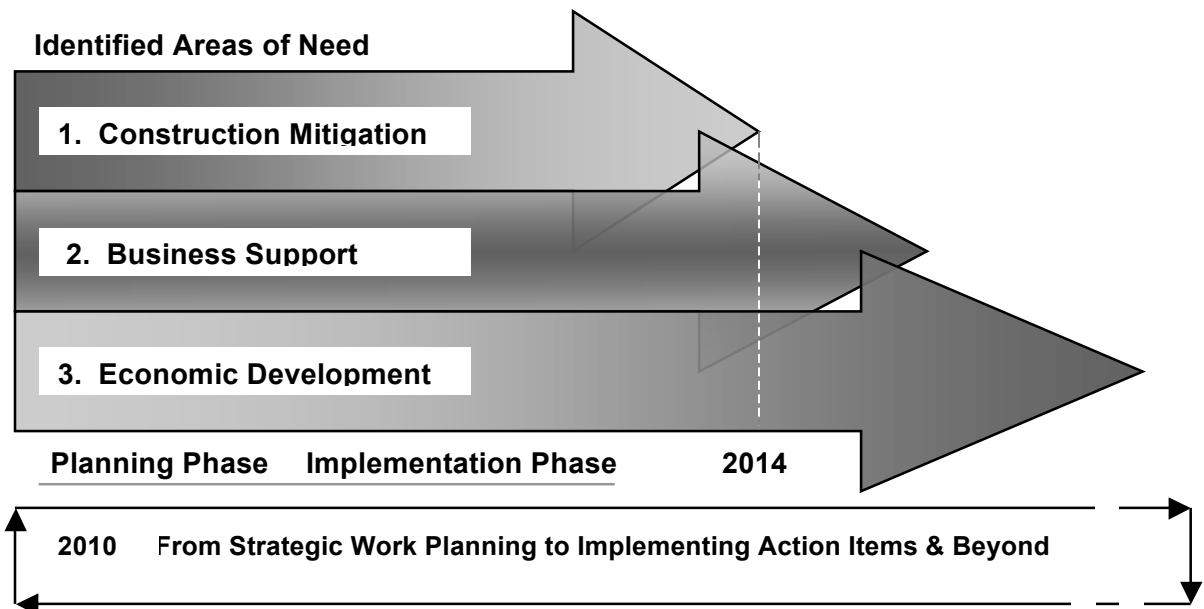 Identified Areas of Need
1. Construction Mitigation
2. Business Support
3. Economic Development
Planning Phase Implementation Phase 2014
2010 From Strategic Work Planning to Implementing Action Items & Beyond